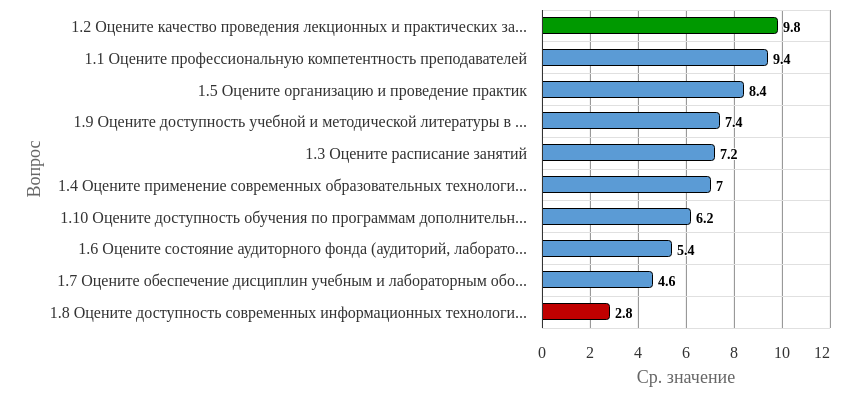 1.2 Оцените качество проведения лекционных и практических за... 9.8
1.1 Оцените профессиональную компетентность преподавателей 9.4
1.5 Оцените организацию и проведение практик 8.4
1.9 Оцените доступность учебной и методической литературы в ... 7.4
1.3 Оцените расписание занятий 7.2
1.4 Оцените применение современных образовательных технологи... 7
1.10 Оцените доступность обучения по программам дополнительн... 6.2
1.6 Оцените состояние аудиторного фонда (аудиторий, лаборато... 5.4
1.7 Оцените обеспечение дисциплин учебным и лабораторным обо... 4.6
1.8 Оцените доступность современных информационных технологи... 2.8
Вопрос
0 2 4 6 8 10 12
Ср. значение